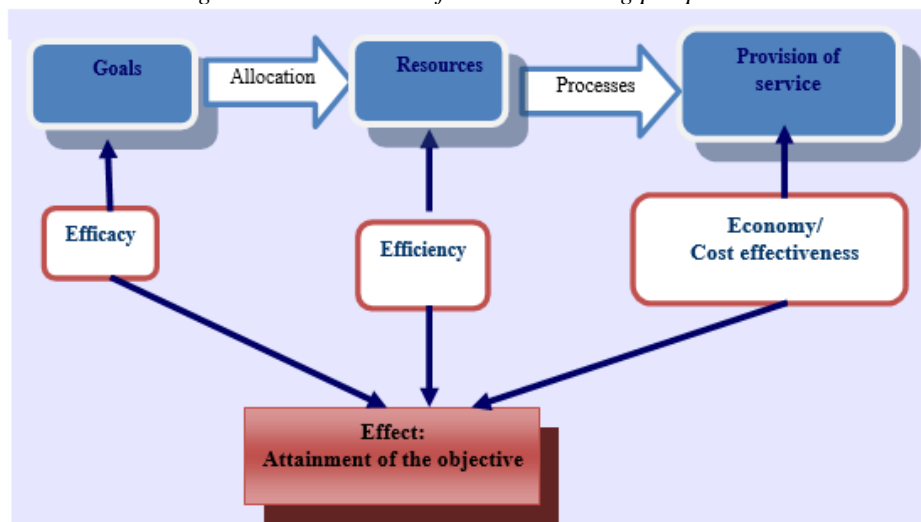 Goals
Allocation
Resources
Processes
Provision of
service
Efficacy
Efficiency
Economy/
Cost effectiveness
Effect:
Attainment of the objective